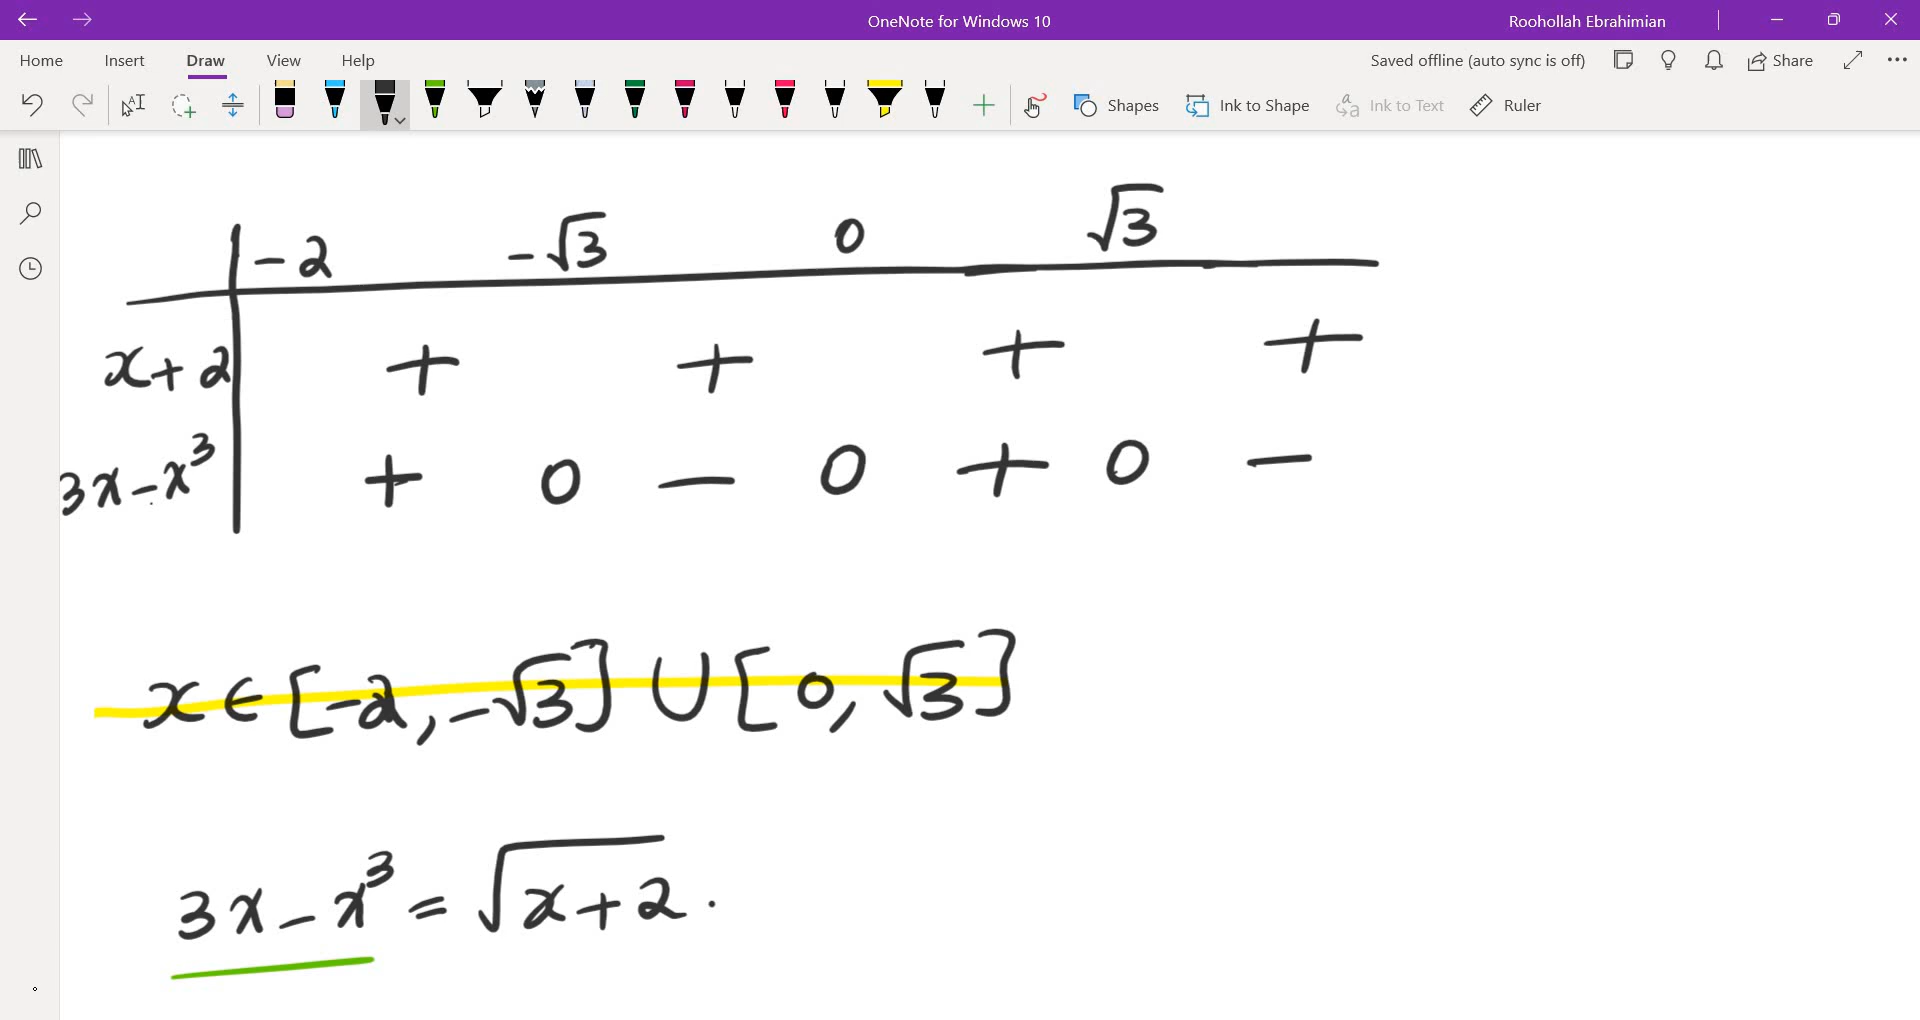 OneNote for Windows 10 Roohollah Ebrahimian
Home Insert Draw View Help Saved offline (auto sync is off) Share
Shapes Ink to Shape Ink to Text Ruler
-2 -√3 0 √3
x+2 + + + +
3x-x³ + 0 - 0 + 0 -
x∈[-2,-√3]∪[0,√3]
3x-x³=√x+2.